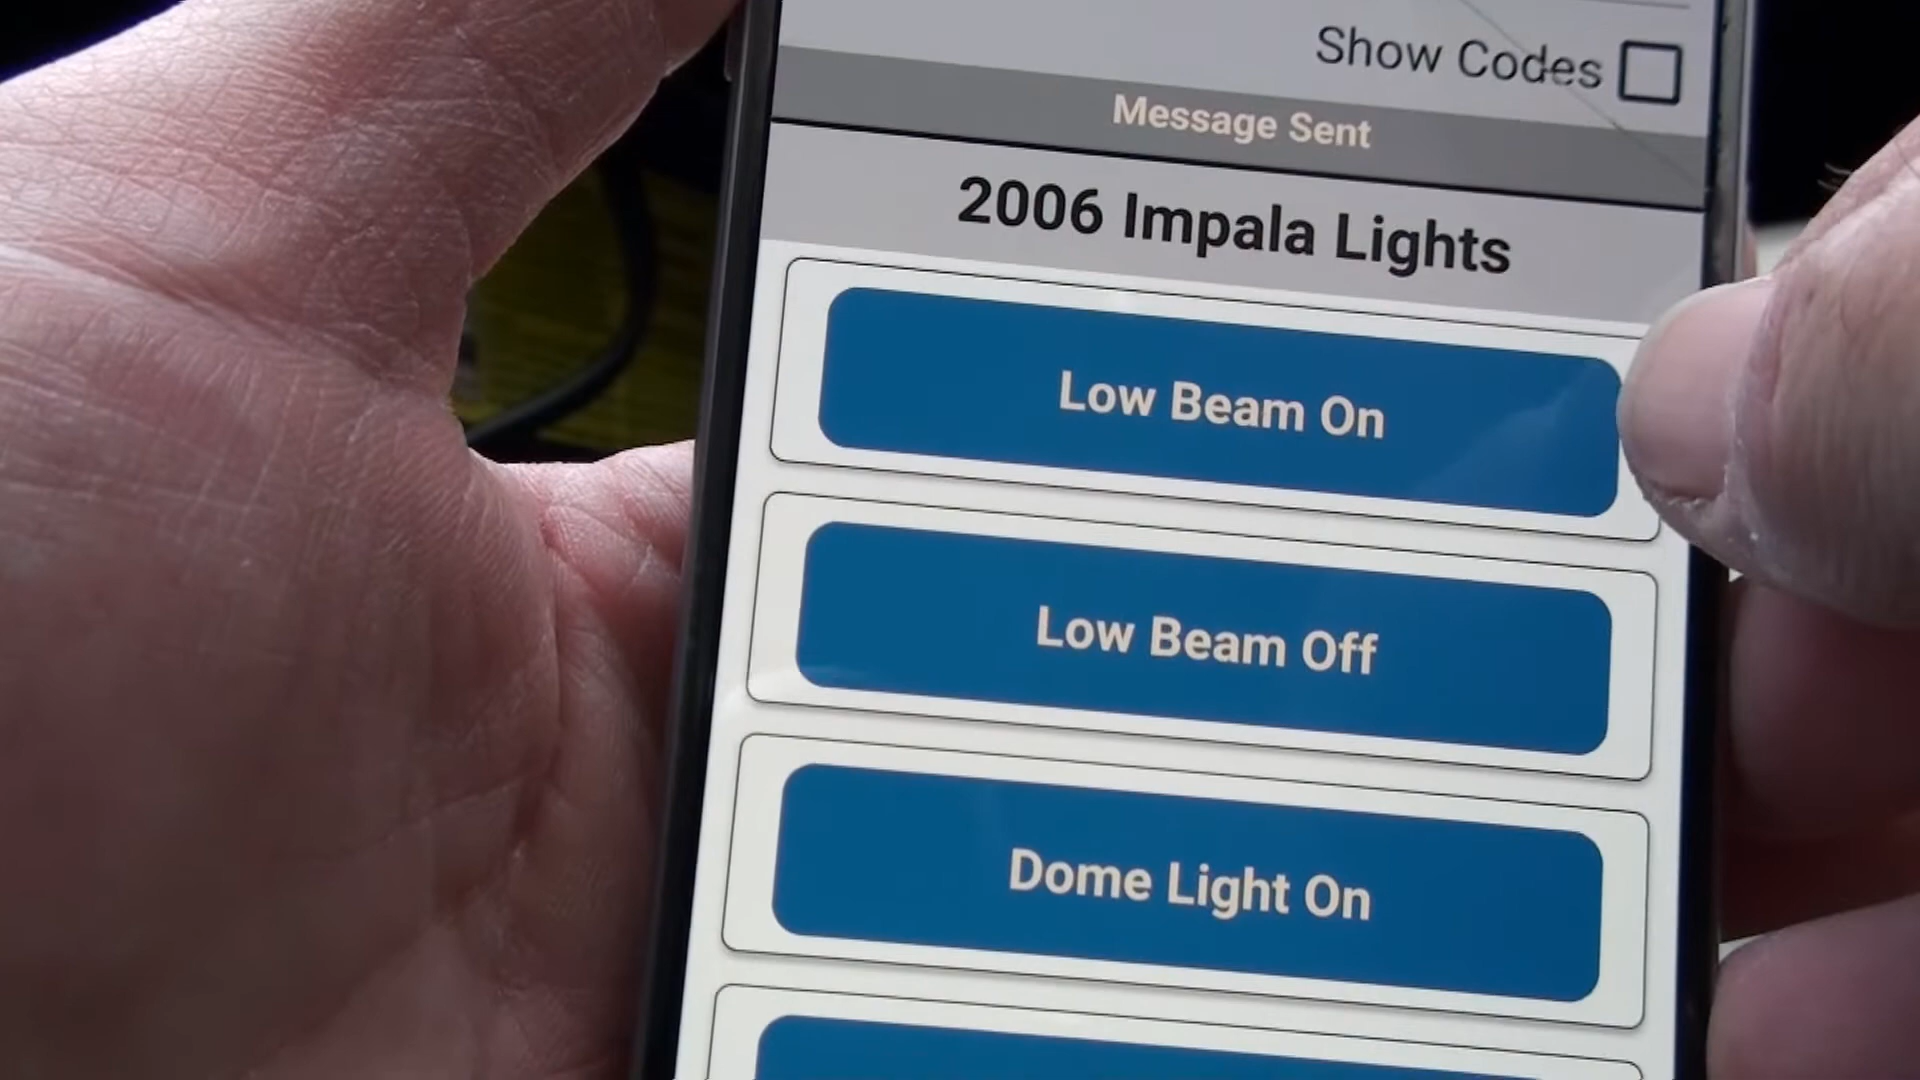 Show Codes
Message Sent
2006 Impala Lights
Low Beam On
Low Beam Off
Dome Light On